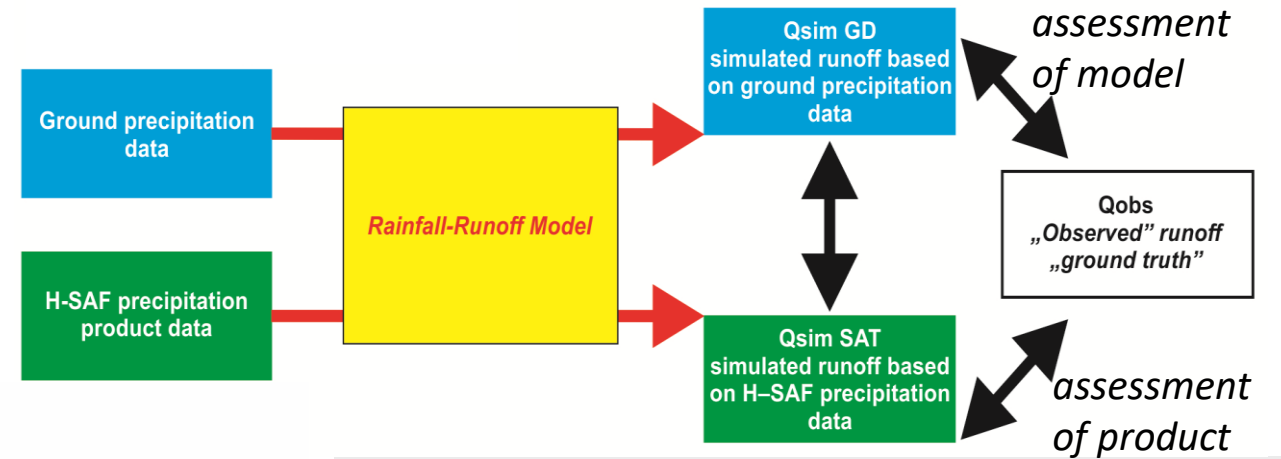 Ground precipitation
data
H-SAF precipitation
product data
Rainfall-Runoff Model
Qsim GD
simulated runoff based
on ground precipitation
data
Qsim SAT
simulated runoff based
on H–SAF precipitation
data
assessment
of model
Qobs
„Observed” runoff
„ground truth”
assessment
of product